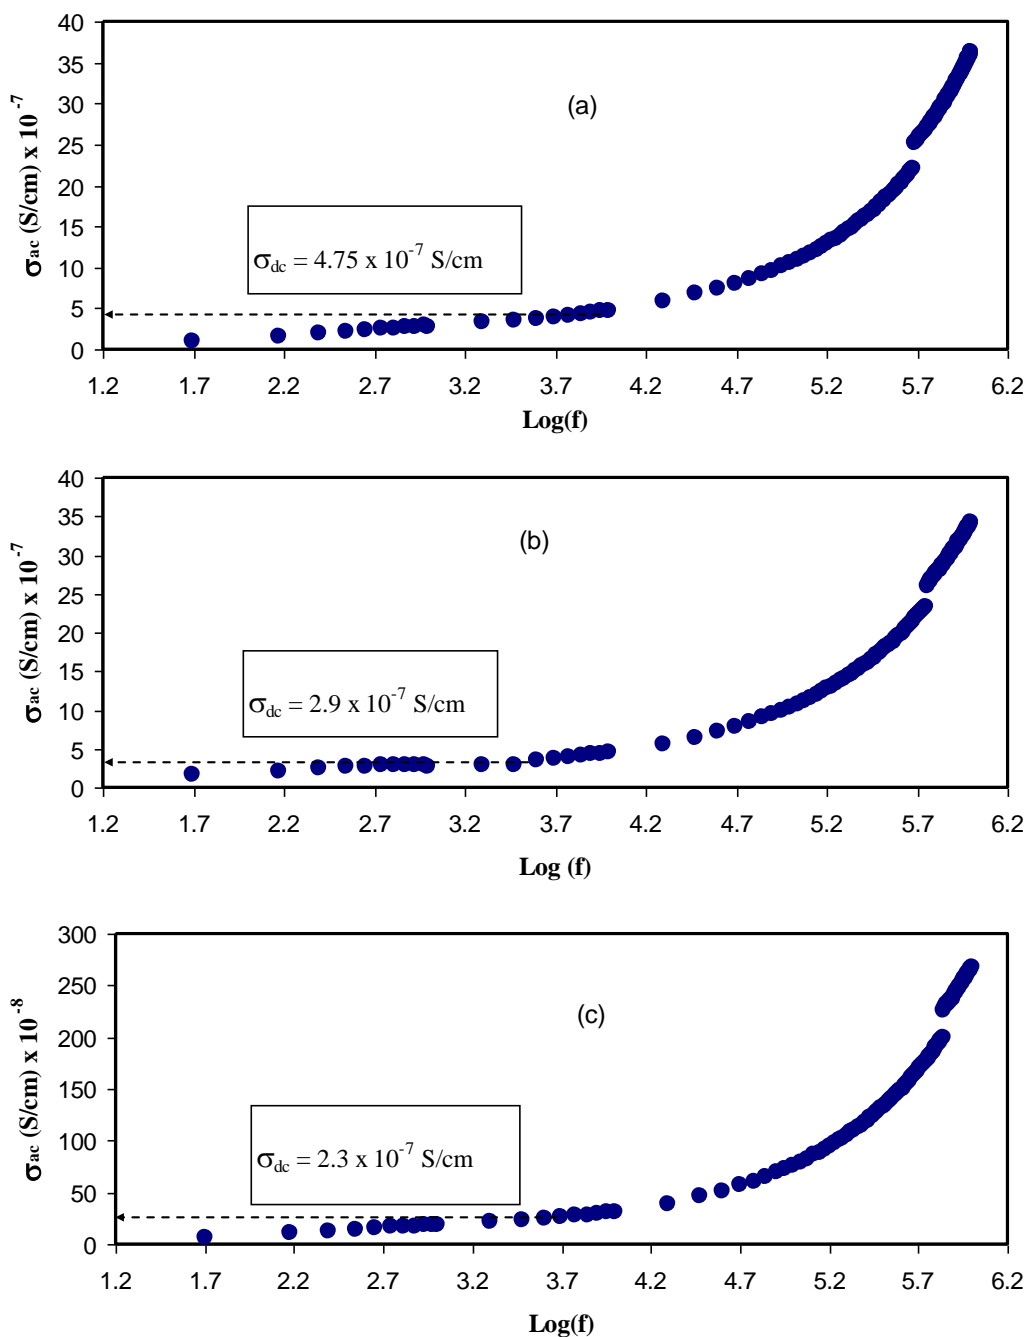 40
35
30
25
20
15
10
5
0
σac (S/cm) x 10⁻⁷
(a)
σdc = 4.75 x 10⁻⁷ S/cm
1.2 1.7 2.2 2.7 3.2 3.7 4.2 4.7 5.2 5.7 6.2
Log(f)
40
35
30
25
20
15
10
5
0
σac (S/cm) x 10⁻⁷
(b)
σdc = 2.9 x 10⁻⁷ S/cm
1.2 1.7 2.2 2.7 3.2 3.7 4.2 4.7 5.2 5.7 6.2
Log (f)
300
250
200
150
100
50
0
σac (S/cm) x 10⁻⁸
(c)
σdc = 2.3 x 10⁻⁷ S/cm
1.2 1.7 2.2 2.7 3.2 3.7 4.2 4.7 5.2 5.7 6.2
Log(f)